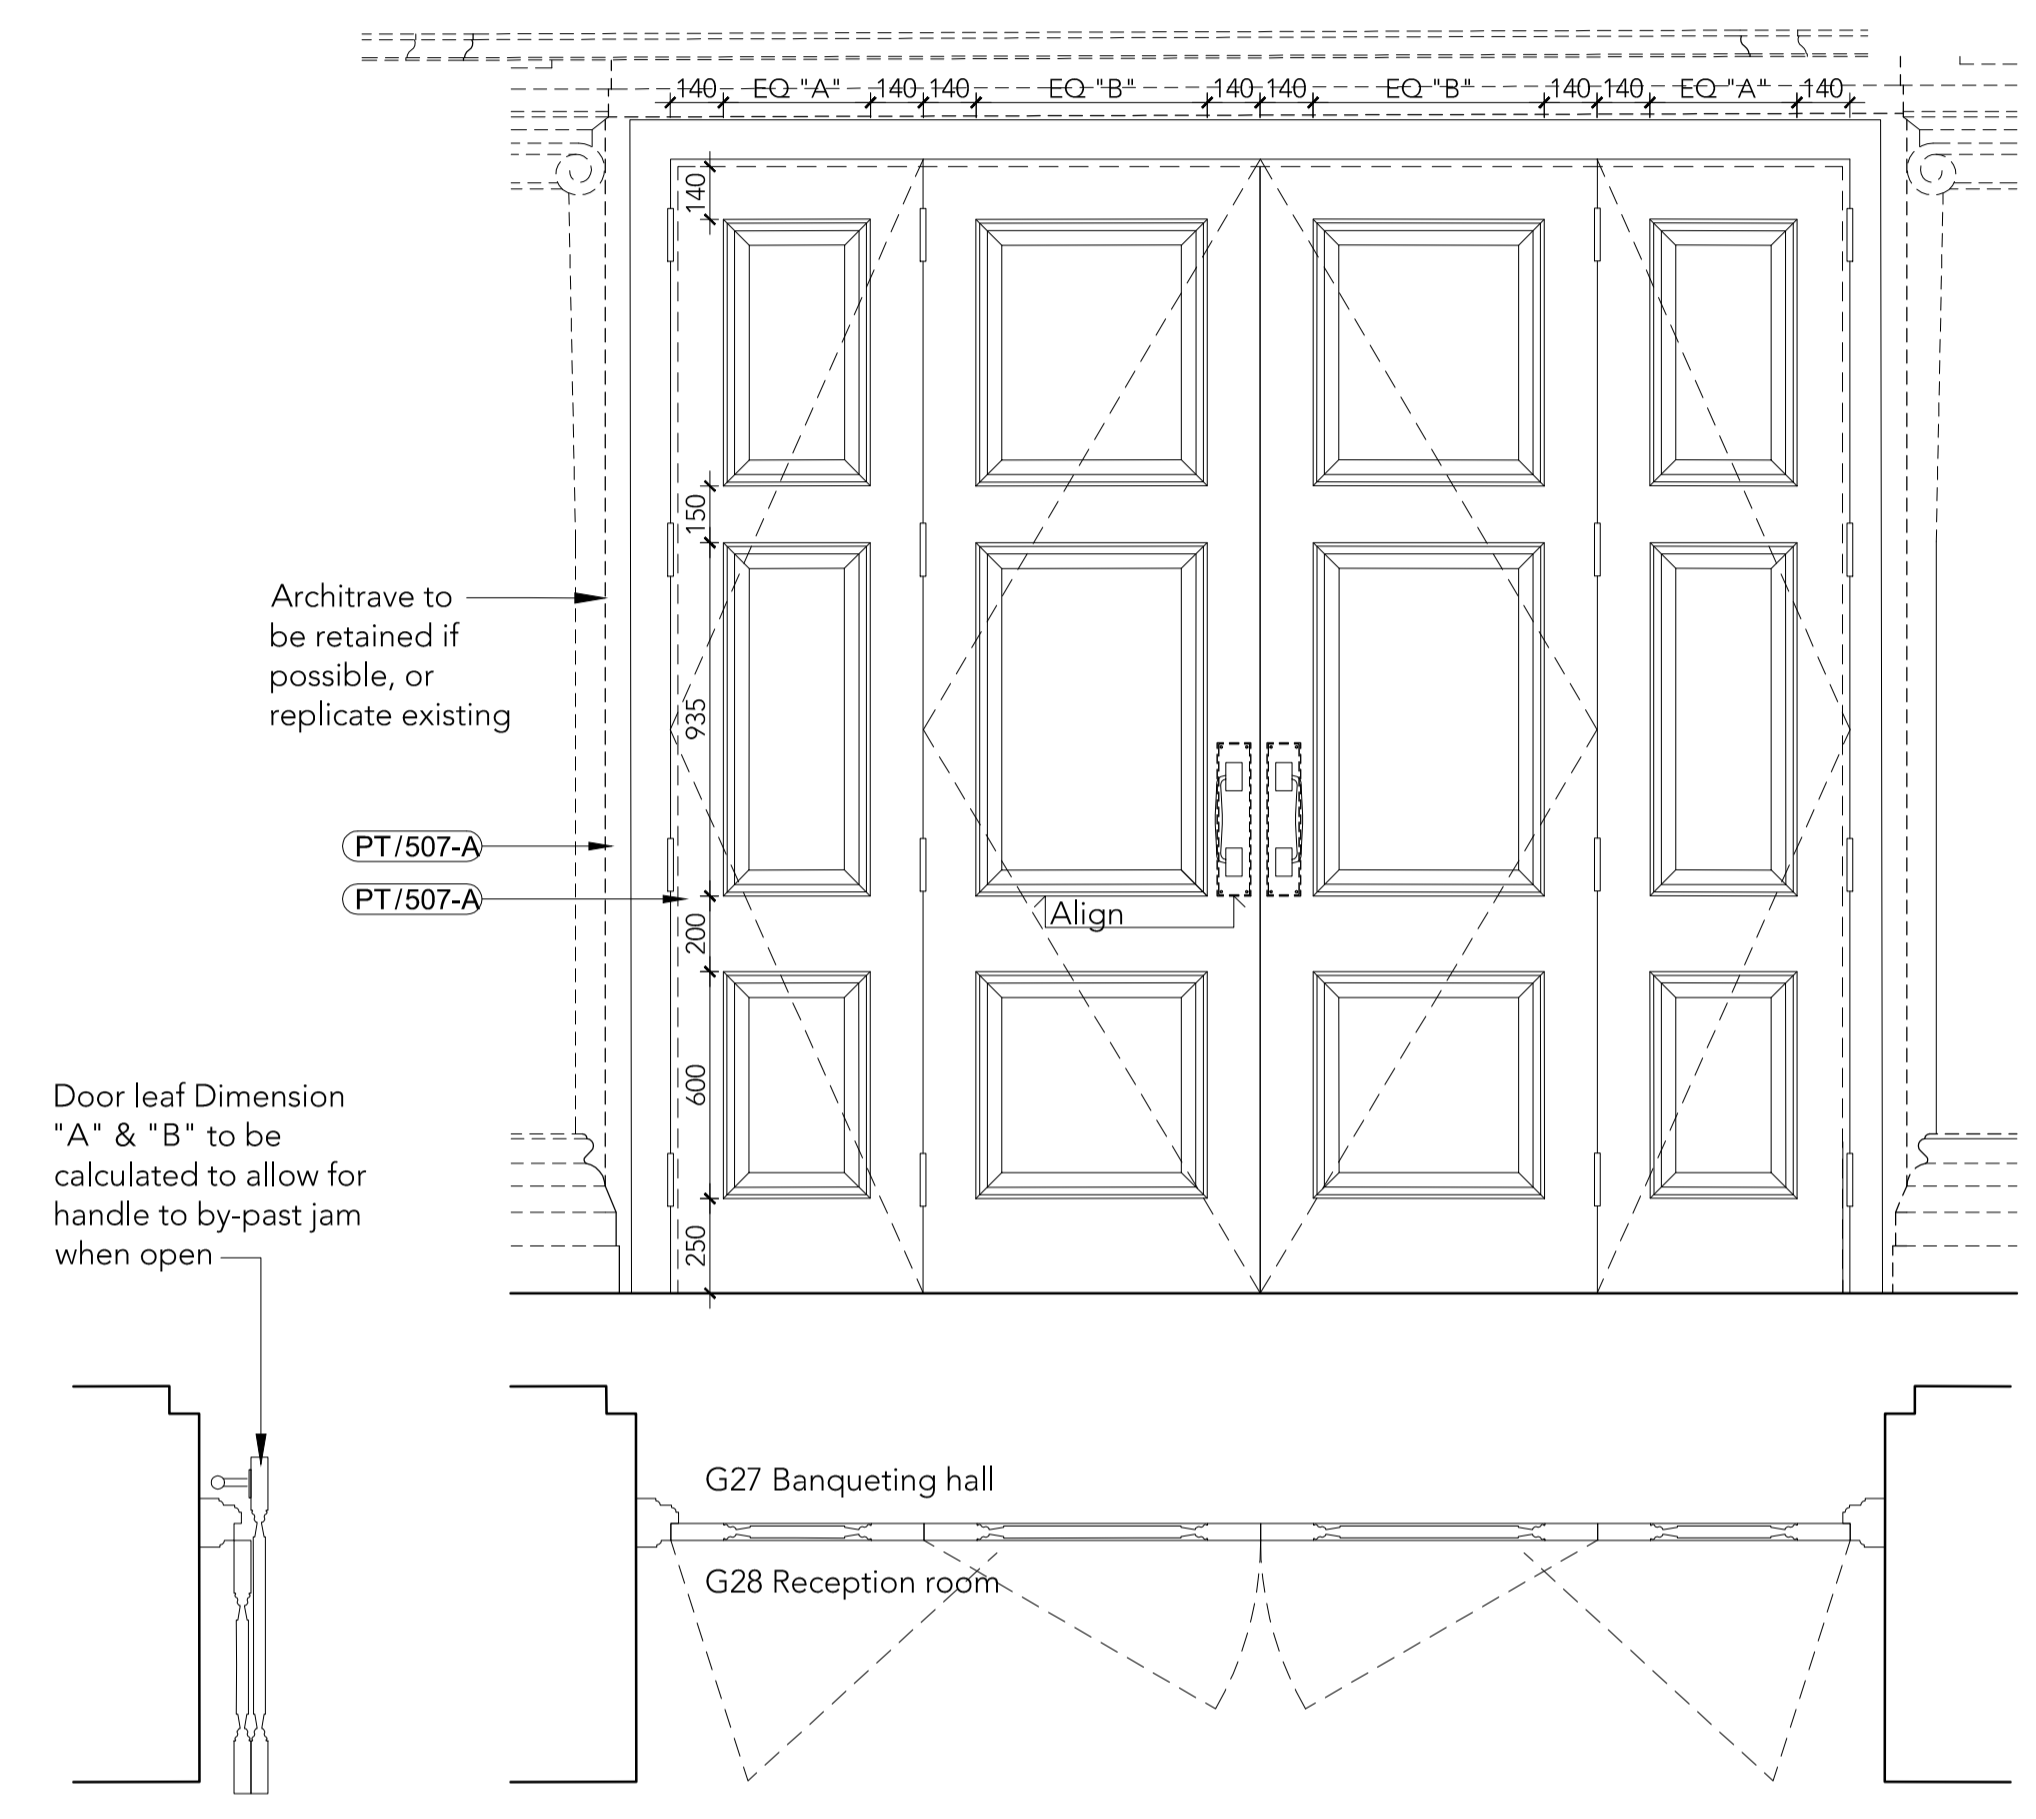 140 EQ "A" 140 140 EQ "B" 140 140 EQ "B" 140 140 EQ "A" 140
140
150
935
200
600
250
Architrave to
be retained if
possible, or
replicate existing
PT/507-A
PT/507-A
Align
Door leaf Dimension
"A" & "B" to be
calculated to allow for
handle to by-past jam
when open
G27 Banqueting hall
G28 Reception room